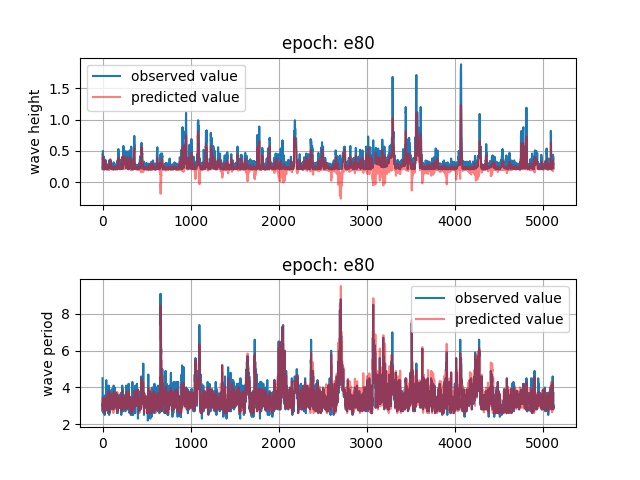 epoch: e80
wave height
1.5
1.0
0.5
0.0
observed value
predicted value
0 1000 2000 3000 4000 5000
epoch: e80
wave period
8
6
4
2
observed value
predicted value
0 1000 2000 3000 4000 5000